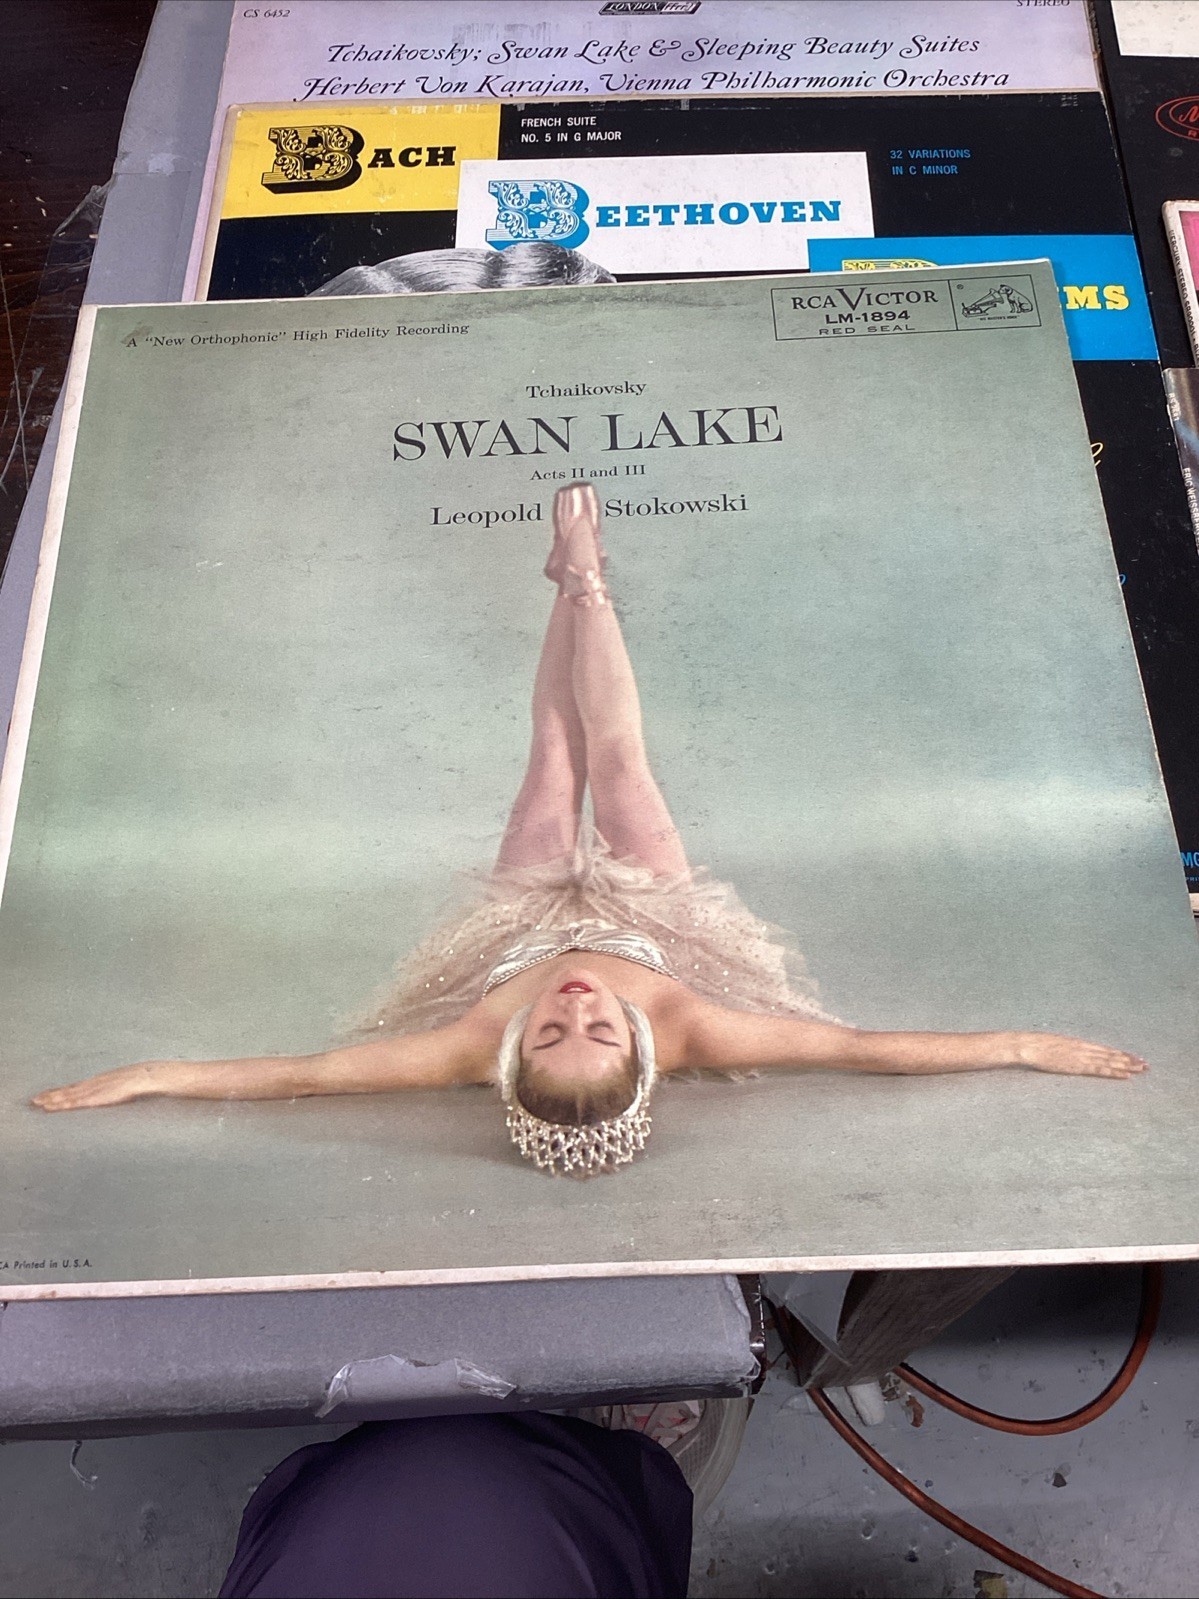 CS 6452
LONDON ffrr
STEREO
Tchaikovsky; Swan Lake & Sleeping Beauty Suites
Herbert Von Karajan, Vienna Philharmonic Orchestra
BACH
FRENCH SUITE
NO. 5 IN G MAJOR
BEETHOVEN
32 VARIATIONS
IN C MINOR
MS
A "New Orthophonic" High Fidelity Recording
RCA VICTOR
LM-1894
RED SEAL
Tchaikovsky
SWAN LAKE
Acts II and III
Leopold Stokowski
CA Printed in U. S. A.